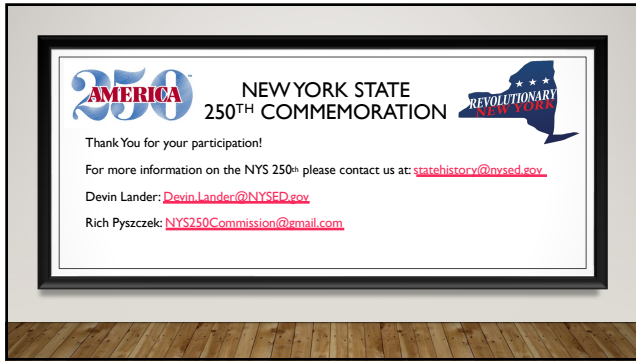 250
AMERICA
NEW YORK STATE
250TH COMMEMORATION
REVOLUTIONARY
NEW YORK
Thank You for your participation!
For more information on the NYS 250th please contact us at: statehistory@nysed.gov
Devin Lander: Devin.Lander@NYSED.gov
Rich Pyszczek: NYS250Commission@gmail.com